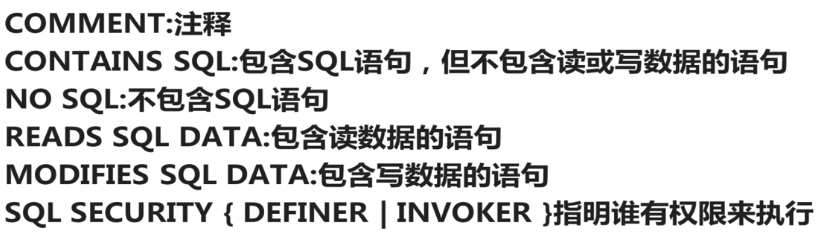 COMMENT:注释
CONTAINS SQL:包含SQL语句，但不包含读或写数据的语句
NO SQL:不包含SQL语句
READS SQL DATA:包含读数据的语句
MODIFIES SQL DATA:包含写数据的语句
SQL SECURITY { DEFINER | INVOKER }指明谁有权限来执行